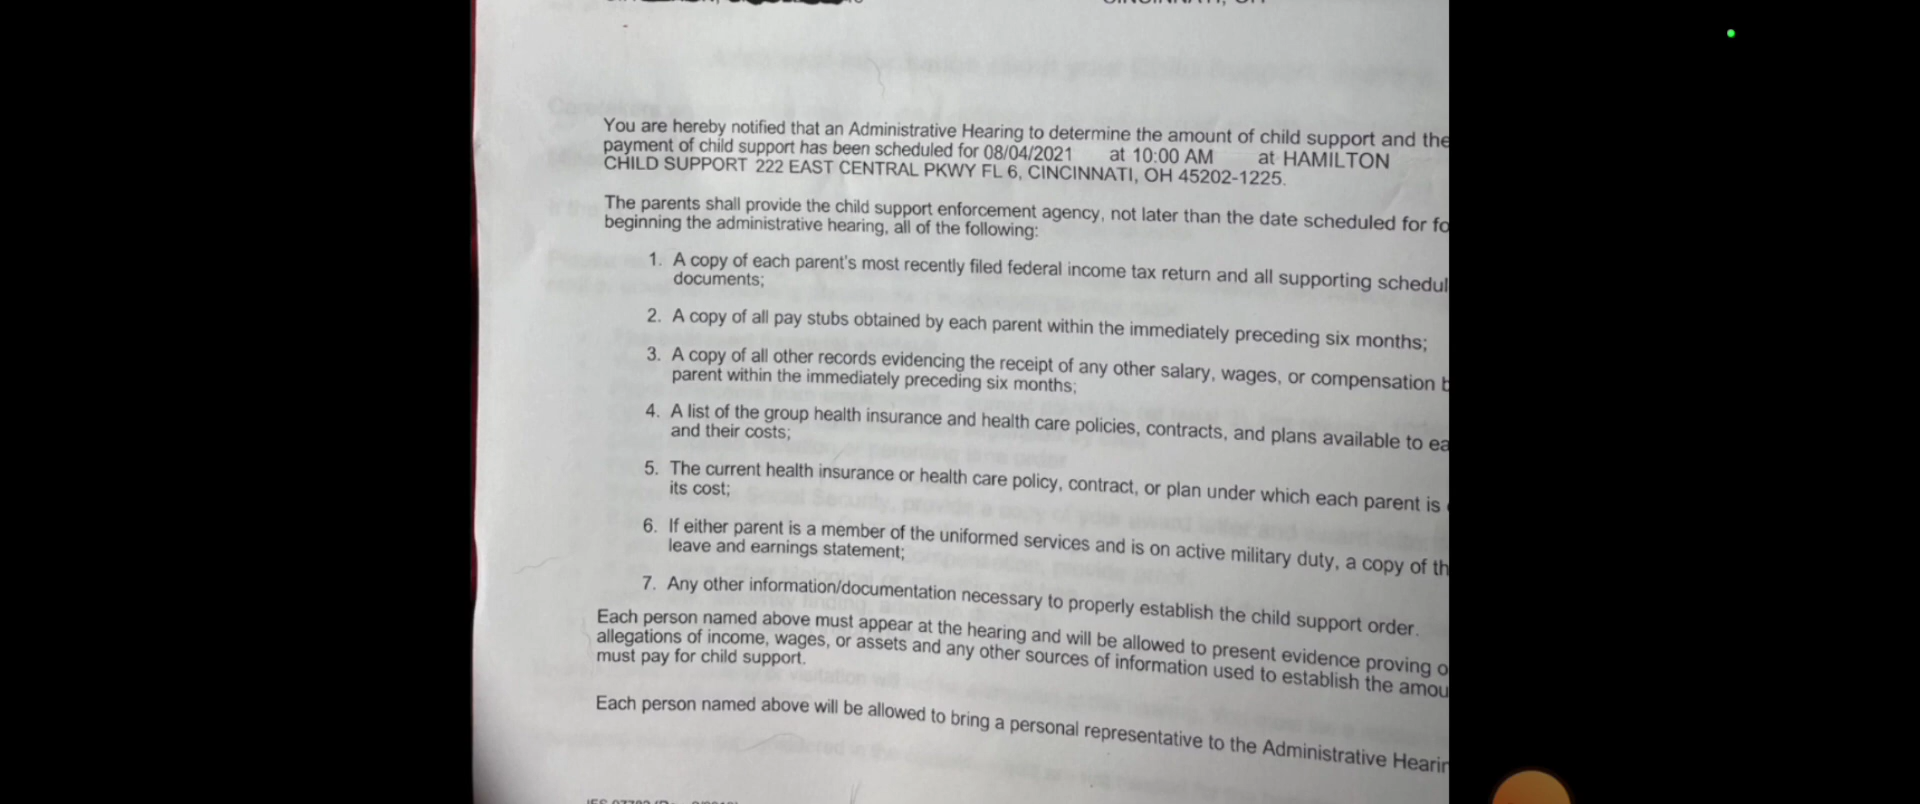 CINCINNATI, OH
You are hereby notified that an Administrative Hearing to determine the amount of child support and the
payment of child support has been scheduled for 08/04/2021 at 10:00 AM at HAMILTON
CHILD SUPPORT 222 EAST CENTRAL PKWY FL 6, CINCINNATI, OH 45202-1225.
The parents shall provide the child support enforcement agency, not later than the date scheduled for fo
beginning the administrative hearing, all of the following:
1. A copy of each parent's most recently filed federal income tax return and all supporting schedul
documents;
2. A copy of all pay stubs obtained by each parent within the immediately preceding six months;
3. A copy of all other records evidencing the receipt of any other salary, wages, or compensation b
parent within the immediately preceding six months;
4. A list of the group health insurance and health care policies, contracts, and plans available to ea
and their costs;
5. The current health insurance or health care policy, contract, or plan under which each parent is
its cost;
6. If either parent is a member of the uniformed services and is on active military duty, a copy of th
leave and earnings statement;
7. Any other information/documentation necessary to properly establish the child support order.
Each person named above must appear at the hearing and will be allowed to present evidence proving o
allegations of income, wages, or assets and any other sources of information used to establish the amou
must pay for child support.
Each person named above will be allowed to bring a personal representative to the Administrative Hearin